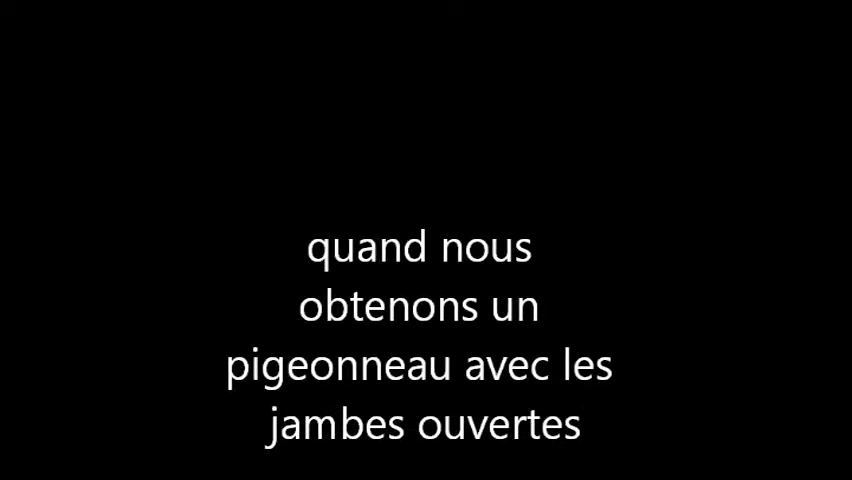 quand nous
obtenons un
pigeonneau avec les
jambes ouvertes